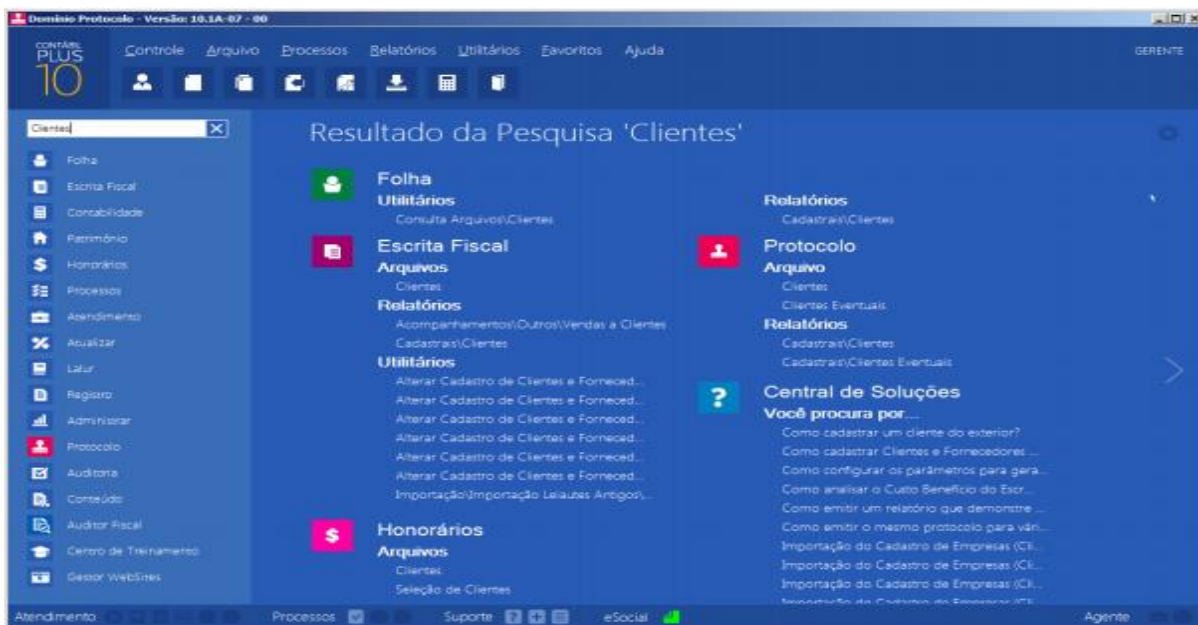 Domínio Protocolo - Versão: 10.1A-07 - 00
CONTÁBIL
PLUS
10
Controle Arquivo Processos Relatórios Utilitários Favoritos Ajuda
GERENTE
Clientes
Folha
Escrita Fiscal
Contabilidade
Patrimônio
Honorários
Processos
Atendimento
Atualizar
Lalur
Registro
Administrar
Protocolo
Auditoria
Conteúdo
Auditor Fiscal
Centro de Treinamento
Gestor WebSites
Resultado da Pesquisa 'Clientes'
Folha
Utilitários
Consulta Arquivos\Clientes
Escrita Fiscal
Arquivos
Clientes
Relatórios
Acompanhamentos\Outros\Vendas a Clientes
Cadastrais\Clientes
Utilitários
Alterar Cadastro de Clientes e Forneced...
Alterar Cadastro de Clientes e Forneced...
Alterar Cadastro de Clientes e Forneced...
Alterar Cadastro de Clientes e Forneced...
Alterar Cadastro de Clientes e Forneced...
Alterar Cadastro de Clientes e Forneced...
Importação\Importação Leiautes Antigos\...
Honorários
Arquivos
Clientes
Seleção de Clientes
Relatórios
Cadastrais\Clientes
Protocolo
Arquivo
Clientes
Clientes Eventuais
Relatórios
Cadastrais\Clientes
Cadastrais\Clientes Eventuais
Central de Soluções
Você procura por...
Como cadastrar um cliente do exterior?
Como cadastrar Clientes e Fornecedores ...
Como configurar os parâmetros para gera...
Como analisar o Custo Benefício do Escr...
Como emitir um relatório que demonstre ...
Como emitir o mesmo protocolo para vári...
Importação do Cadastro de Empresas (Cli...
Importação do Cadastro de Empresas (Cli...
Importação do Cadastro de Empresas (Cli...
Importação do Cadastro de Empresas (Cli...
Atendimento Processos Suporte eSocial Agente